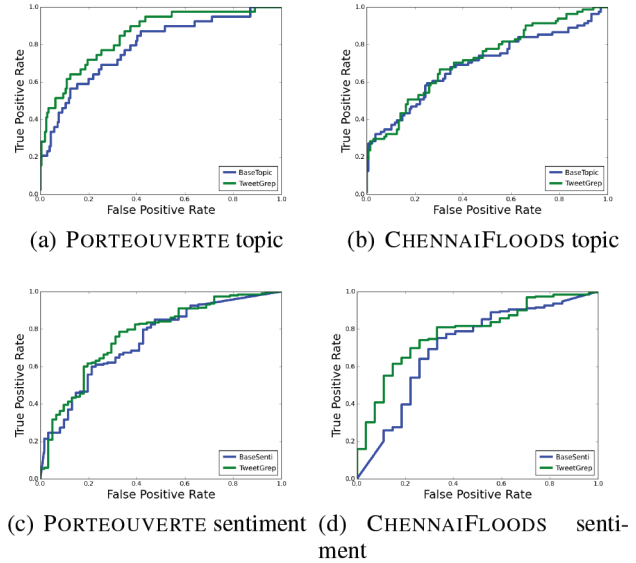 1.0
0.8
0.6
0.4
0.2
0.0
True Positive Rate
BaseTopic
TweetGrep
0.0 0.2 0.4 0.6 0.8 1.0
False Positive Rate
(a) PORTEOUVERTE topic
1.0
0.8
0.6
0.4
0.2
0.0
True Positive Rate
BaseTopic
TweetGrep
0.0 0.2 0.4 0.6 0.8 1.0
False Positive Rate
(b) CHENNAIFLOODS topic
1.0
0.8
0.6
0.4
0.2
0.0
True Positive Rate
BaseSenti
TweetGrep
0.0 0.2 0.4 0.6 0.8 1.0
False Positive Rate
(c) PORTEOUVERTE sentiment
1.0
0.8
0.6
0.4
0.2
0.0
True Positive Rate
BaseSenti
TweetGrep
0.0 0.2 0.4 0.6 0.8 1.0
False Positive Rate
(d) CHENNAIFLOODS senti-
ment